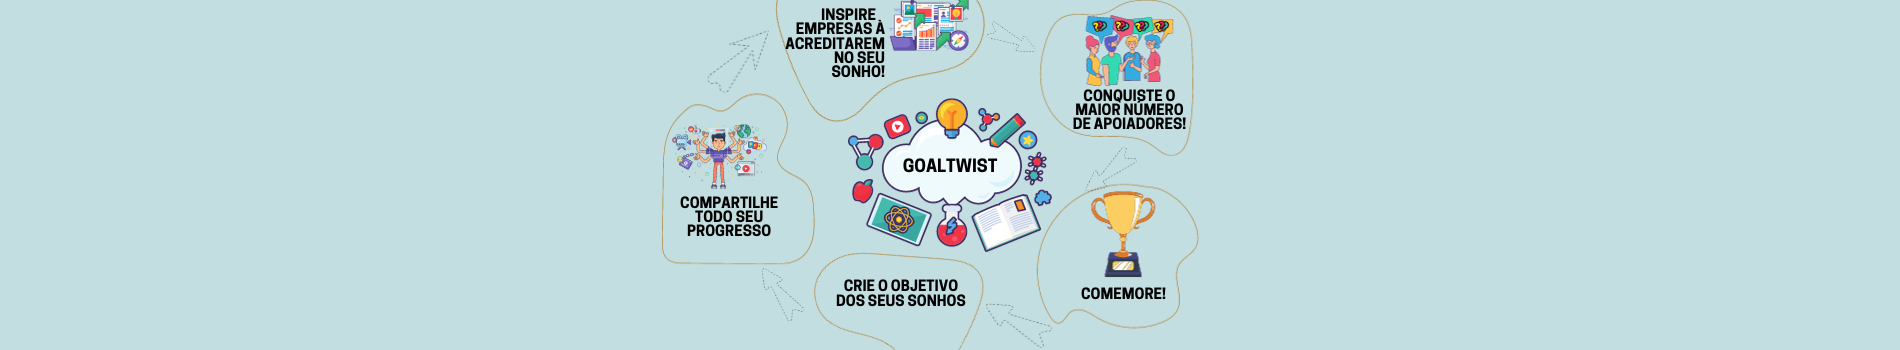 INSPIRE
EMPRESAS À
ACREDITAREM
NO SEU
SONHO!
CONQUISTE O
MAIOR NÚMERO
DE APOIADORES!
GOALTWIST
COMPARTILHE
TODO SEU
PROGRESSO
CRIE O OBJETIVO
DOS SEUS SONHOS
COMEMORE!